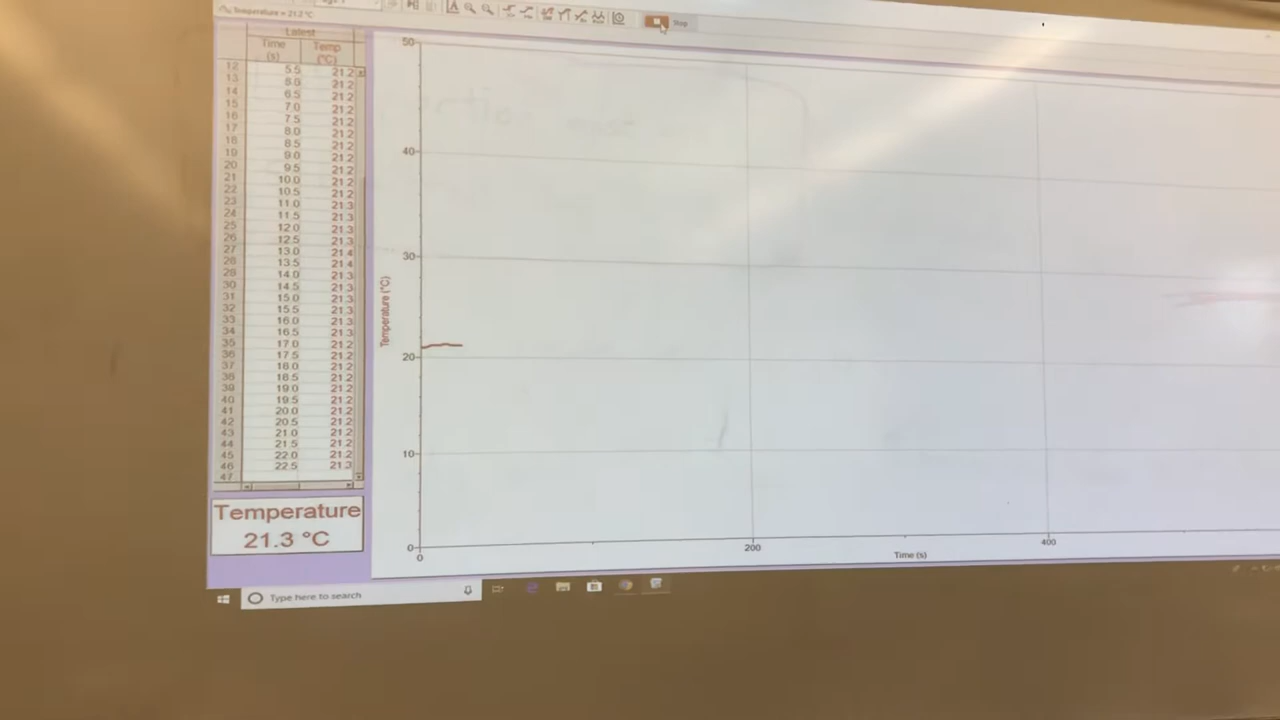 Temperature = 21.3 °C
Stop
Latest
Time Temp
(s) (°C)
12 5.5 21.2
13 6.0 21.2
14 6.5 21.2
15 7.0 21.2
16 7.5 21.2
17 8.0 21.2
18 8.5 21.2
19 9.0 21.2
20 9.5 21.2
21 10.0 21.2
22 10.5 21.2
23 11.0 21.3
24 11.5 21.3
25 12.0 21.3
26 12.5 21.3
27 13.0 21.4
28 13.5 21.4
29 14.0 21.3
30 14.5 21.3
31 15.0 21.3
32 15.5 21.3
33 16.0 21.3
34 16.5 21.3
35 17.0 21.2
36 17.5 21.2
37 18.0 21.2
38 18.5 21.2
39 19.0 21.2
40 19.5 21.2
41 20.0 21.2
42 20.5 21.2
43 21.0 21.2
44 21.5 21.2
45 22.0 21.2
46 22.5 21.3
47
Temperature
21.3 °C
50
40
30
20
10
0
Temperature (°C)
0 200 400
Time (s)
Type here to search